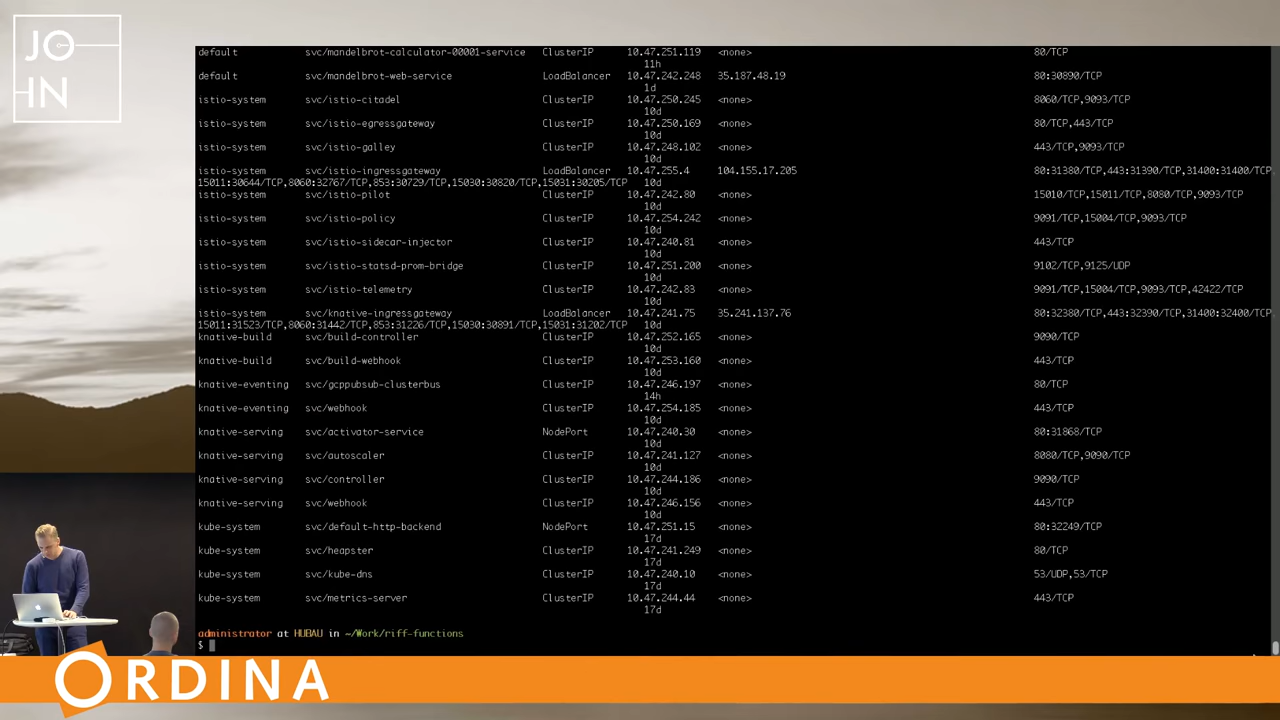 JO
HN
default svc/mandelbrot-calculator-00001-service ClusterIP 10.47.251.119 <none> 80/TCP
11h
default svc/mandelbrot-web-service LoadBalancer 10.47.242.248 35.187.48.19 80:30890/TCP
1d
istio-system svc/istio-citadel ClusterIP 10.47.250.245 <none> 8060/TCP,9093/TCP
10d
istio-system svc/istio-egressgateway ClusterIP 10.47.250.169 <none> 80/TCP,443/TCP
10d
istio-system svc/istio-galley ClusterIP 10.47.248.102 <none> 443/TCP,9093/TCP
10d
istio-system svc/istio-ingressgateway LoadBalancer 10.47.255.4 104.155.17.205 80:31380/TCP,443:31390/TCP,31400:31400/TCP
15011:30644/TCP,8060:32767/TCP,853:30729/TCP,15030:30820/TCP,15031:30205/TCP 10d
istio-system svc/istio-pilot ClusterIP 10.47.242.80 <none> 15010/TCP,15011/TCP,8080/TCP,9093/TCP
10d
istio-system svc/istio-policy ClusterIP 10.47.254.242 <none> 9091/TCP,15004/TCP,9093/TCP
10d
istio-system svc/istio-sidecar-injector ClusterIP 10.47.240.81 <none> 443/TCP
10d
istio-system svc/istio-statsd-prom-bridge ClusterIP 10.47.251.200 <none> 9102/TCP,9125/UDP
10d
istio-system svc/istio-telemetry ClusterIP 10.47.242.83 <none> 9091/TCP,15004/TCP,9093/TCP,42422/TCP
10d
istio-system svc/knative-ingressgateway LoadBalancer 10.47.241.75 35.241.137.76 80:32380/TCP,443:32390/TCP,31400:32400/TCP
15011:31523/TCP,8060:31442/TCP,853:31226/TCP,15030:30891/TCP,15031:31202/TCP 10d
knative-build svc/build-controller ClusterIP 10.47.252.165 <none> 9090/TCP
10d
knative-build svc/build-webhook ClusterIP 10.47.253.160 <none> 443/TCP
10d
knative-eventing svc/gcppubsub-clusterbus ClusterIP 10.47.246.197 <none> 80/TCP
14h
knative-eventing svc/webhook ClusterIP 10.47.254.185 <none> 443/TCP
10d
knative-serving svc/activator-service NodePort 10.47.240.30 <none> 80:31868/TCP
10d
knative-serving svc/autoscaler ClusterIP 10.47.241.127 <none> 8080/TCP,9090/TCP
10d
knative-serving svc/controller ClusterIP 10.47.244.186 <none> 9090/TCP
10d
knative-serving svc/webhook ClusterIP 10.47.246.156 <none> 443/TCP
10d
kube-system svc/default-http-backend NodePort 10.47.251.15 <none> 80:32249/TCP
17d
kube-system svc/heapster ClusterIP 10.47.241.249 <none> 80/TCP
17d
kube-system svc/kube-dns ClusterIP 10.47.240.10 <none> 53/UDP,53/TCP
17d
kube-system svc/metrics-server ClusterIP 10.47.244.44 <none> 443/TCP
17d
administrator at HUBAU in ~/Work/riff-functions
$
ORDINA